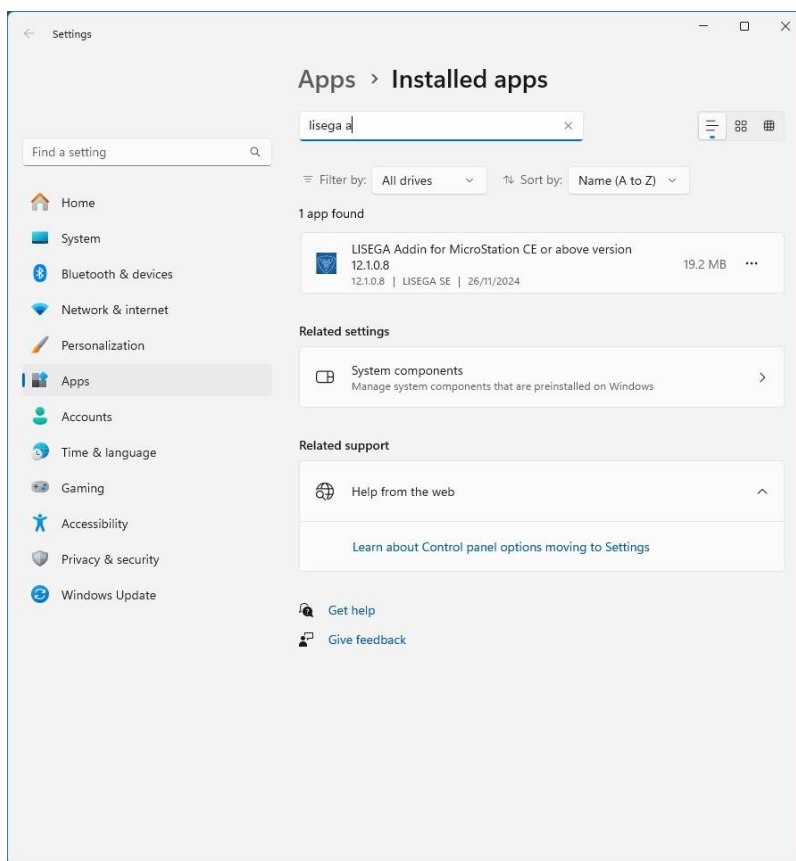 Settings
Apps > Installed apps
lisega a
Find a setting
Filter by: All drives Sort by: Name (A to Z)
Home
1 app found
System
LISEGA Addin for MicroStation CE or above version
12.1.0.8
19.2 MB
12.1.0.8 | LISEGA SE | 26/11/2024
Bluetooth & devices
Network & internet
Related settings
Personalization
System components
Manage system components that are preinstalled on Windows
Apps
Accounts
Related support
Time & language
Gaming
Help from the web
Accessibility
Learn about Control panel options moving to Settings
Privacy & security
Windows Update
Get help
Give feedback